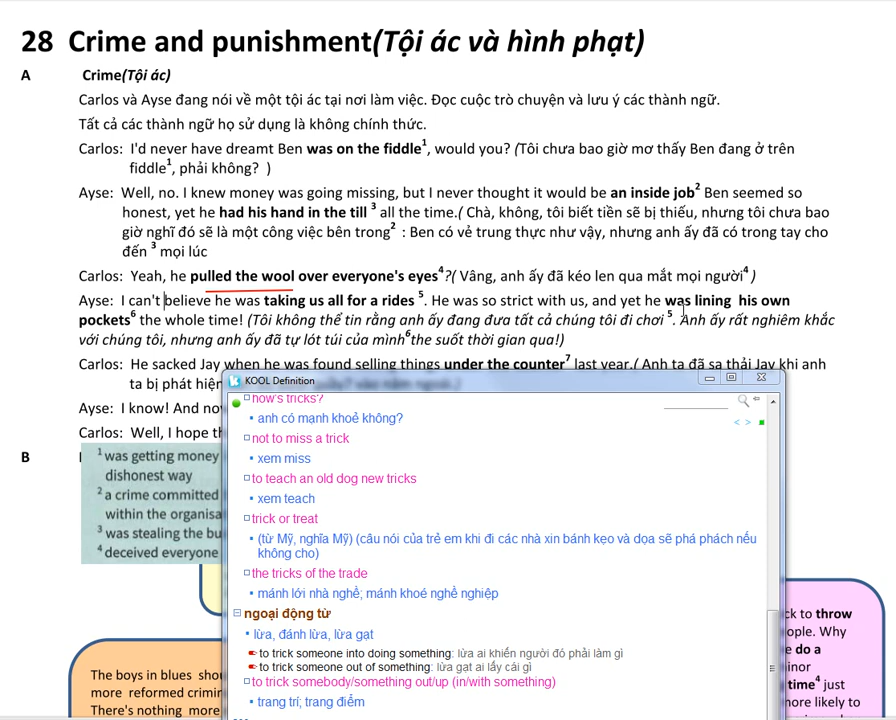 28 Crime and punishment(Tội ác và hình phạt)
A Crime(Tội ác)
Carlos và Ayse đang nói về một tội ác tại nơi làm việc. Đọc cuộc trò chuyện và lưu ý các thành ngữ.
Tất cả các thành ngữ họ sử dụng là không chính thức.
Carlos: I'd never have dreamt Ben was on the fiddle1, would you? (Tôi chưa bao giờ mơ thấy Ben đang ở trên
fiddle1, phải không? )
Ayse: Well, no. I knew money was going missing, but I never thought it would be an inside job2 Ben seemed so
honest, yet he had his hand in the till 3 all the time.( Chà, không, tôi biết tiền sẽ bị thiếu, nhưng tôi chưa bao
giờ nghĩ đó sẽ là một công việc bên trong2 : Ben có vẻ trung thực như vậy, nhưng anh ấy đã có trong tay cho
đến 3 mọi lúc
Carlos: Yeah, he pulled the wool over everyone's eyes4?( Vâng, anh ấy đã kéo len qua mắt mọi người4 )
Ayse: I can't believe he was taking us all for a rides 5. He was so strict with us, and yet he was lining his own
pockets6 the whole time! (Tôi không thể tin rằng anh ấy đang đưa tất cả chúng tôi đi chơi 5. Anh ấy rất nghiêm khắc
với chúng tôi, nhưng anh ấy đã tự lót túi của mình6the suốt thời gian qua!)
Carlos: He sacked Jay when he was found selling things under the counter7 last year.( Anh ta đã sa thải Jay khi anh
ta bị phát hiện
Ayse: I know! And now
Carlos: Well, I hope th
B
1 was getting money
dishonest way
2 a crime committed
within the organisa
3 was stealing the bu
4 deceived everyone
KOOL Definition
how's tricks?
anh có mạnh khoẻ không?
not to miss a trick
xem miss
to teach an old dog new tricks
xem teach
trick or treat
(từ Mỹ, nghĩa Mỹ) (câu nói của trẻ em khi đi các nhà xin bánh kẹo và dọa sẽ phá phách nếu
không cho)
the tricks of the trade
mánh lới nhà nghề; mánh khoé nghề nghiệp
ngoại động từ
lừa, đánh lừa, lừa gạt
to trick someone into doing something: lừa ai khiến người đó phải làm gì
to trick someone out of something: lừa gạt ai lấy cái gì
to trick somebody/something out/up (in/with something)
trang trí; trang điểm
The boys in blues shou
more reformed crimin
There's nothing more
ck to throw
ople. Why
e do a
inor
time4 just
more likely to